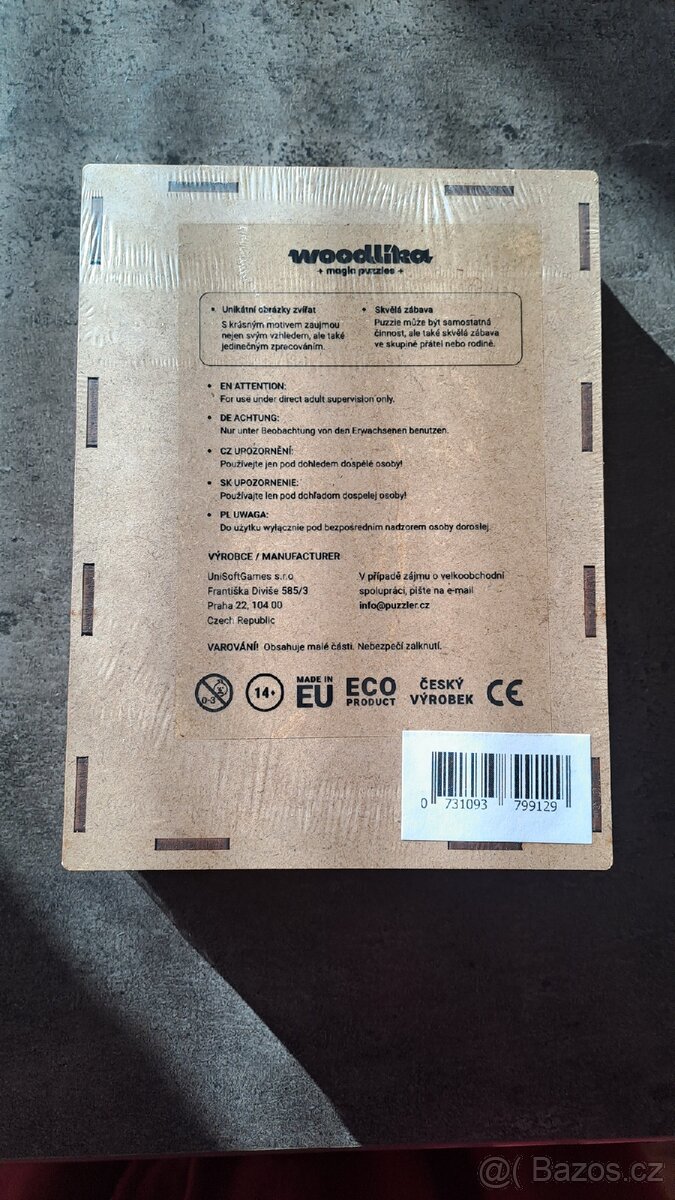 woodlika
+ magic puzzles +
• Unikátní obrázky zvířat
S krásným motivem zaujmou
nejen svým vzhledem, ale také
jedinečným zpracováním.
• Skvělá zábava
Puzzle může být samostatná
činnost, ale také skvělá zábava
ve skupině přátel nebo rodině.
• EN ATTENTION:
For use under direct adult supervision only.
• DE ACHTUNG:
Nur unter Beobachtung von den Erwachsenen benutzen.
• CZ UPOZORNĚNÍ:
Používejte jen pod dohledem dospělé osoby!
• SK UPOZORNENIE:
Používajte len pod dohľadom dospelej osoby!
• PL UWAGA:
Do użytku wyłącznie pod bezpośrednim nadzorem osoby dorosłej.
VÝROBCE / MANUFACTURER
UniSoftGames s.r.o
Františka Diviše 585/3
Praha 22, 104 00
Czech Republic
V případě zájmu o velkoobchodní
spolupráci, pište na e-mail
info@puzzler.cz
VAROVÁNÍ! Obsahuje malé části. Nebezpečí zalknutí.
0-3
14+
MADE IN
EU
ECO
PRODUCT
ČESKÝ
VÝROBEK
CE
0 731093 799129
@( Bazos.cz